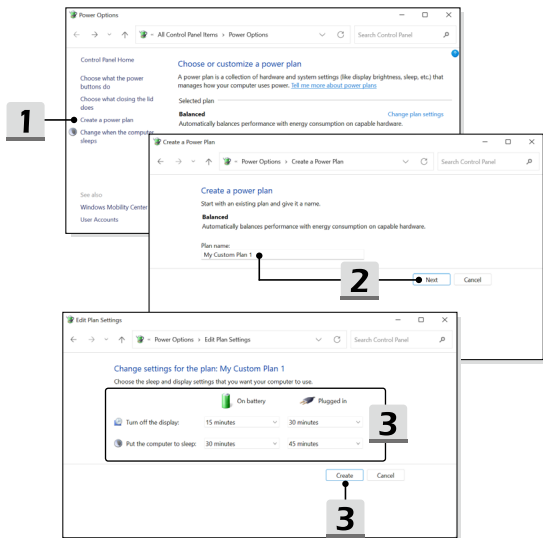 Power Options
All Control Panel Items > Power Options
Search Control Panel
Control Panel Home
Choose what the power
buttons do
Choose what closing the lid
does
Create a power plan
Change when the computer
sleeps
See also
Windows Mobility Center
User Accounts
Choose or customize a power plan
A power plan is a collection of hardware and system settings (like display brightness, sleep, etc.) that
manages how your computer uses power. Tell me more about power plans
Selected plan
Balanced
Change plan settings
Automatically balances performance with energy consumption on capable hardware.
1
Create a Power Plan
Power Options > Create a Power Plan
Search Control Panel
Create a power plan
Start with an existing plan and give it a name.
Balanced
Automatically balances performance with energy consumption on capable hardware.
Plan name:
My Custom Plan 1
2
Next
Cancel
Edit Plan Settings
Power Options > Edit Plan Settings
Search Control Panel
Change settings for the plan: My Custom Plan 1
Choose the sleep and display settings that you want your computer to use.
On battery
Plugged in
Turn off the display:
15 minutes
30 minutes
Put the computer to sleep:
30 minutes
45 minutes
3
Create
Cancel
3